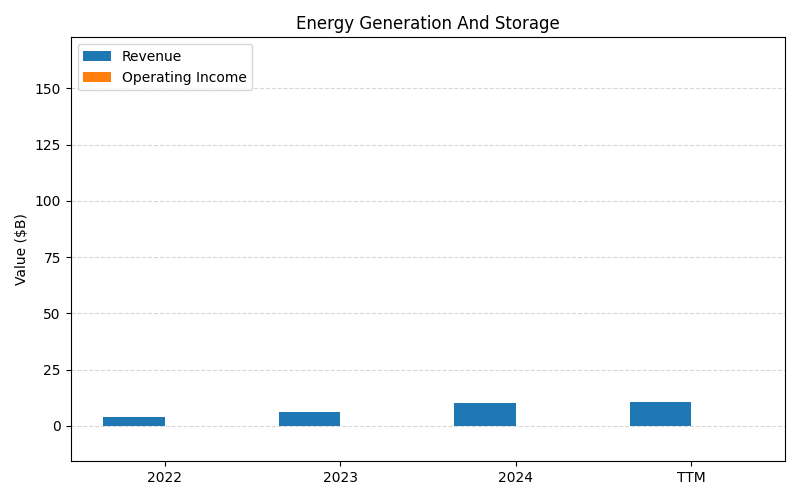 Energy Generation And Storage
Revenue
Operating Income
Value ($B)
150
125
100
75
50
25
0
2022
2023
2024
TTM